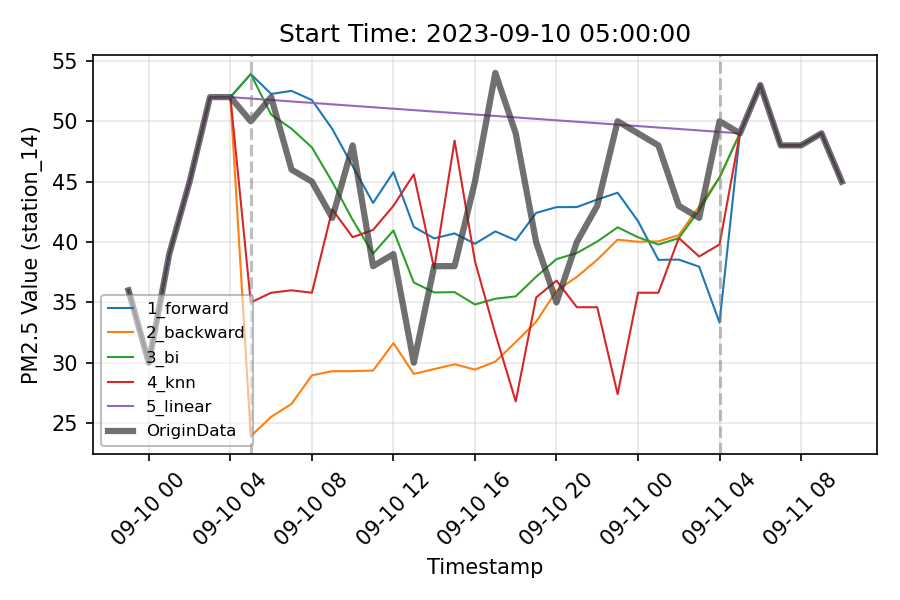 Start Time: 2023-09-10 05:00:00
PM2.5 Value (station_14)
55
50
45
40
35
30
25
1_forward
2_backward
3_bi
4_knn
5_linear
OriginData
09-10 00
09-10 04
09-10 08
09-10 12
09-10 16
09-10 20
09-11 00
09-11 04
09-11 08
Timestamp